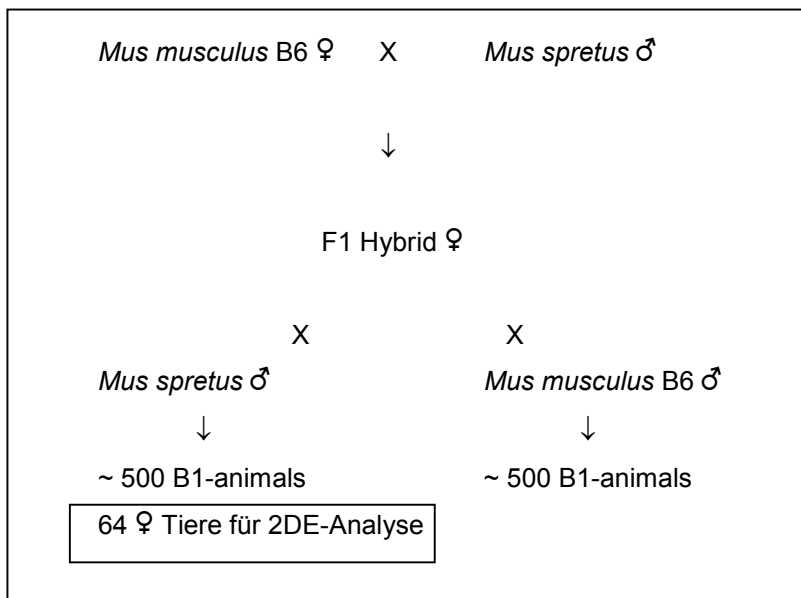 Mus musculus B6 ♀ X Mus spretus ♂
↓
F1 Hybrid ♀
X X
Mus spretus ♂ Mus musculus B6 ♂
↓ ↓
~ 500 B1-animals ~ 500 B1-animals
64 ♀ Tiere für 2DE-Analyse